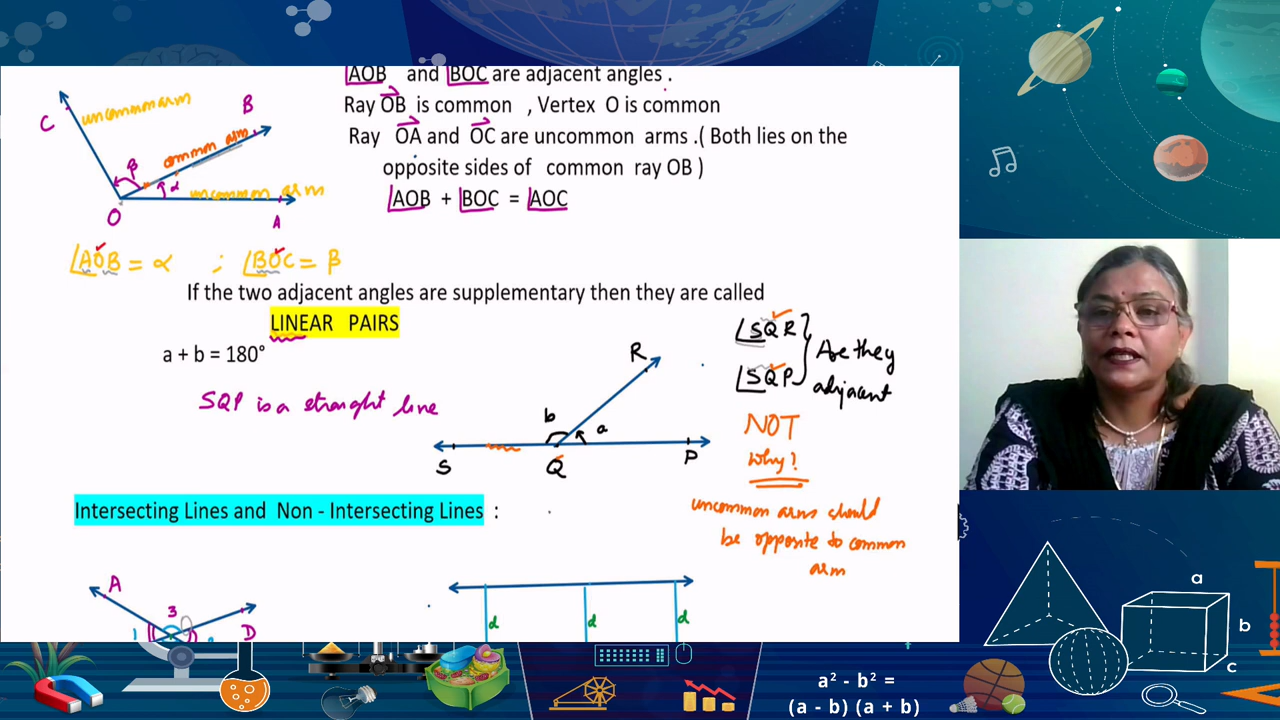 ∠AOB and ∠BOC are adjacent angles .
Ray OB is common , Vertex O is common
Ray OA and OC are uncommon arms .( Both lies on the
opposite sides of common ray OB )
∠AOB + ∠BOC = ∠AOC
C
uncommon arm
B
common arm
β
α
uncommon arm
O
A
∠AOB = α ; ∠BOC = β
If the two adjacent angles are supplementary then they are called
LINEAR PAIRS
a + b = 180°
SQP is a straight line
R
b
a
S
Q
P
∠SQR
∠SQP
Are they
adjacent
NOT
Why?
uncommon arms should
be opposite to common
arm
Intersecting Lines and Non - Intersecting Lines :
A
3
1
D
d
d
d
a
b
c
a² - b² =
(a - b) (a + b)